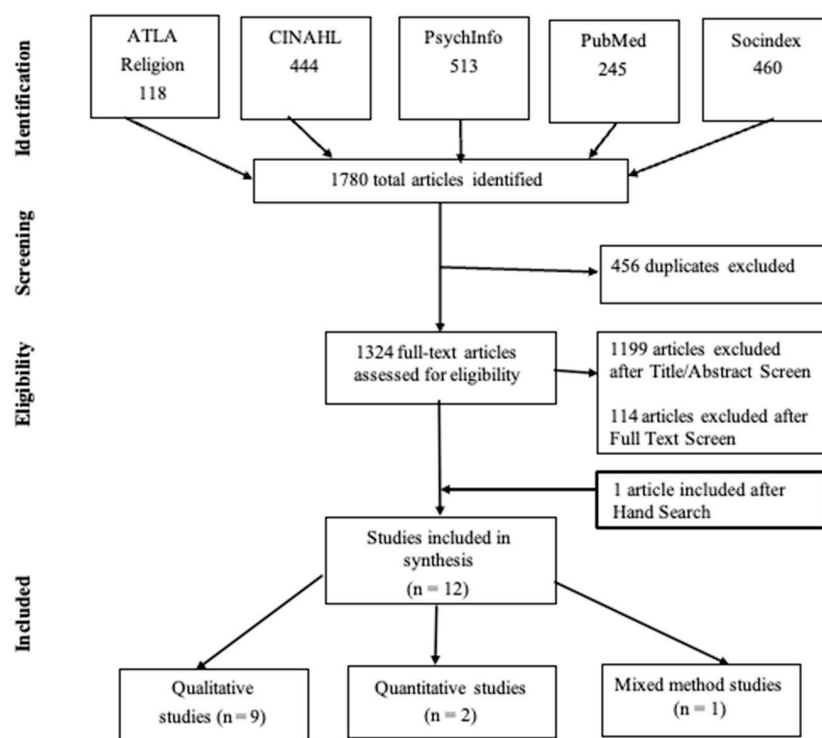 ATLA
Religion
118
CINAHL
444
PsychInfo
513
PubMed
245
Socindex
460
Identification
1780 total articles identified
Screening
456 duplicates excluded
Eligibility
1324 full-text articles
assessed for eligibility
1199 articles excluded
after Title/Abstract Screen
114 articles excluded after
Full Text Screen
1 article included after
Hand Search
Included
Studies included in
synthesis
(n = 12)
Qualitative
studies (n = 9)
Quantitative studies
(n = 2)
Mixed method studies
(n = 1)